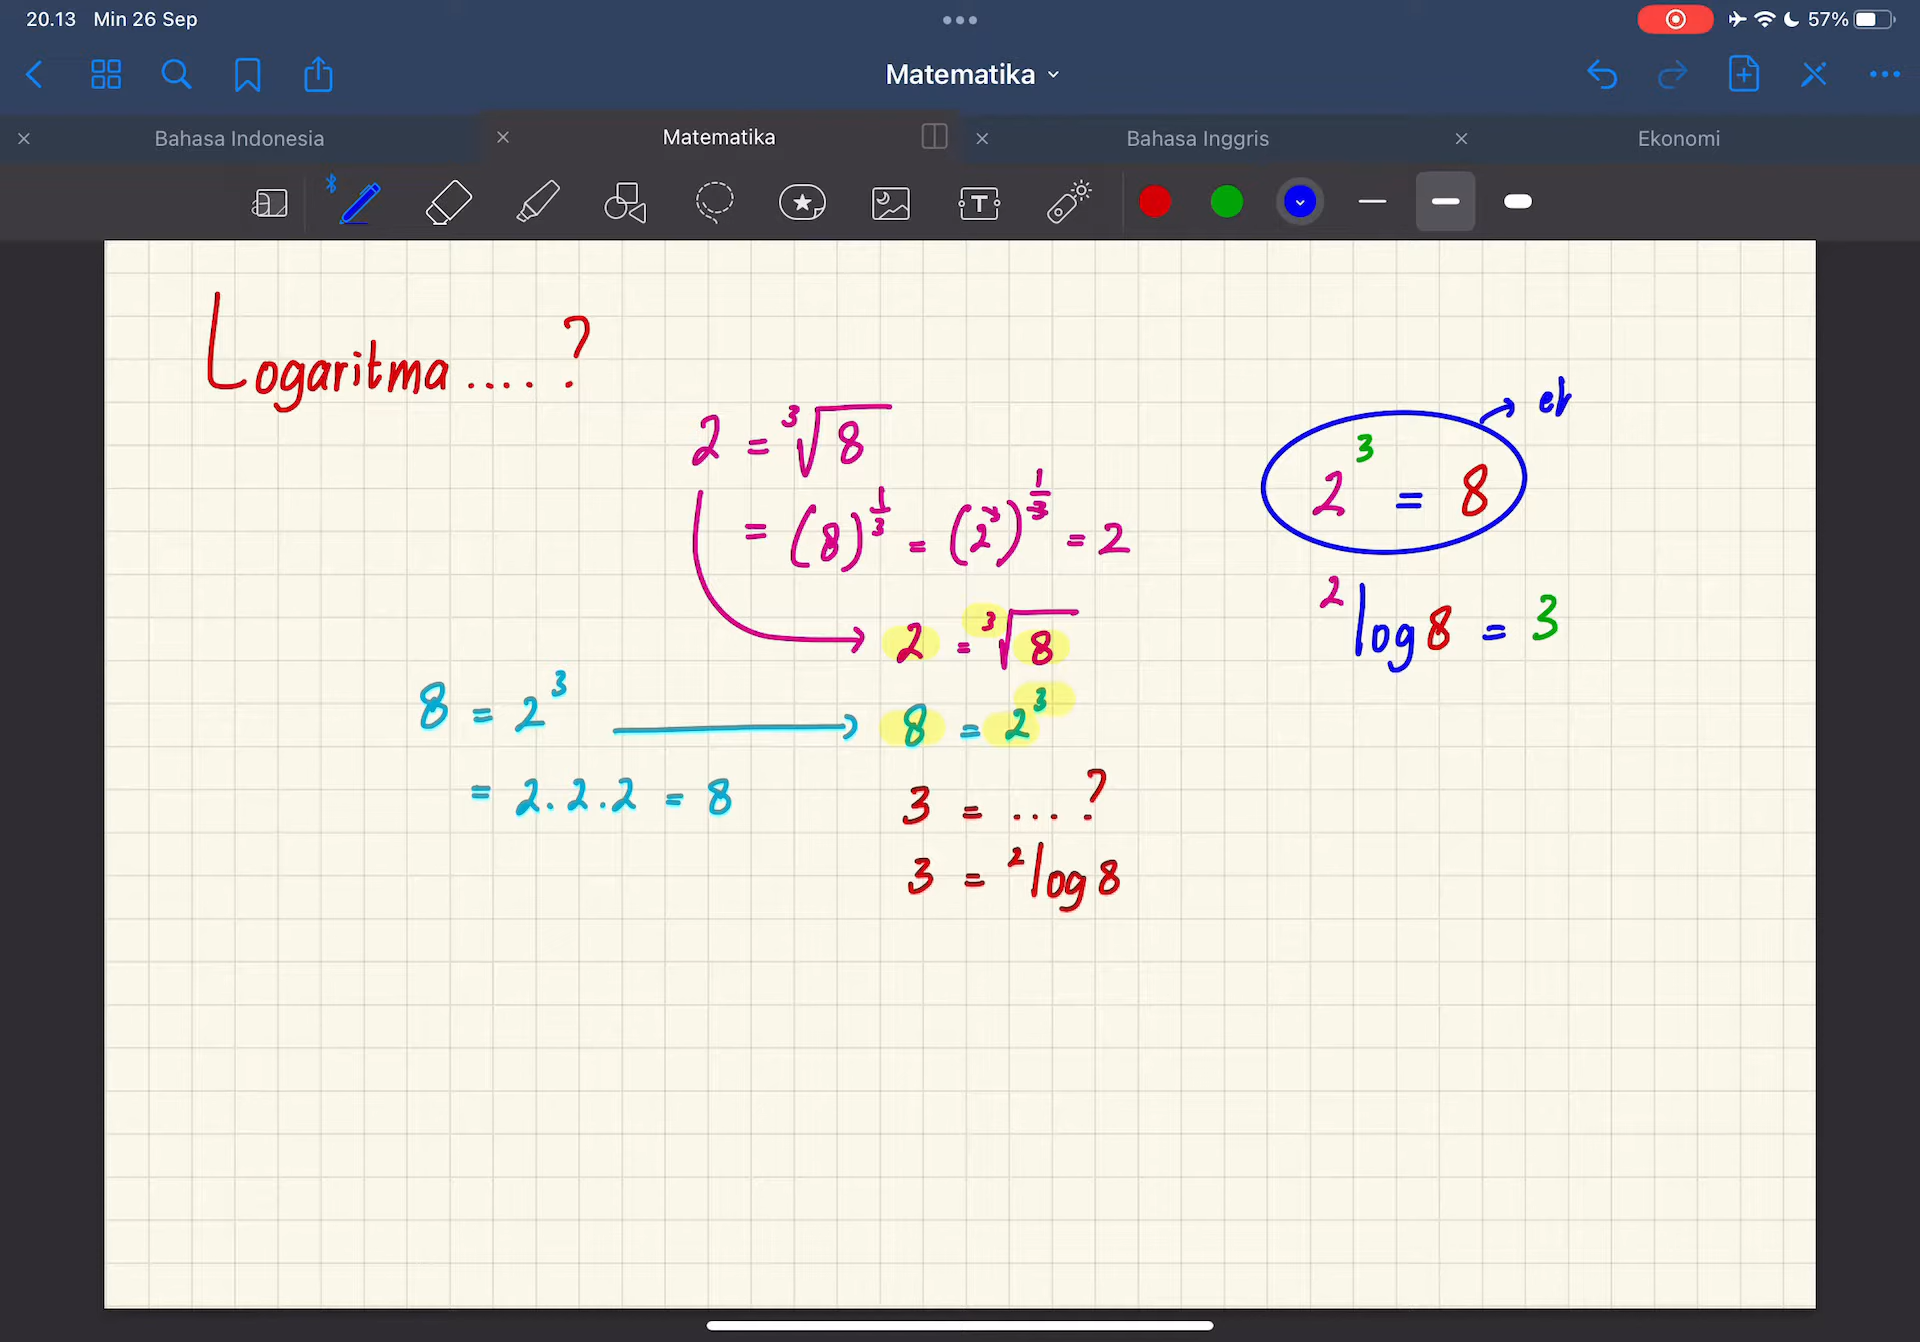 20.13 Min 26 Sep
57%
Matematika
Bahasa Indonesia
Matematika
Bahasa Inggris
Ekonomi
T
Logaritma ....?
2 = ³√8
= (8)^(1/3) = (2³)^(1/3) = 2
2 = ³√8
8 = 2³
8 = 2³
= 2.2.2 = 8
3 = ...?
3 = ²log 8
2³ = 8
²log 8 = 3